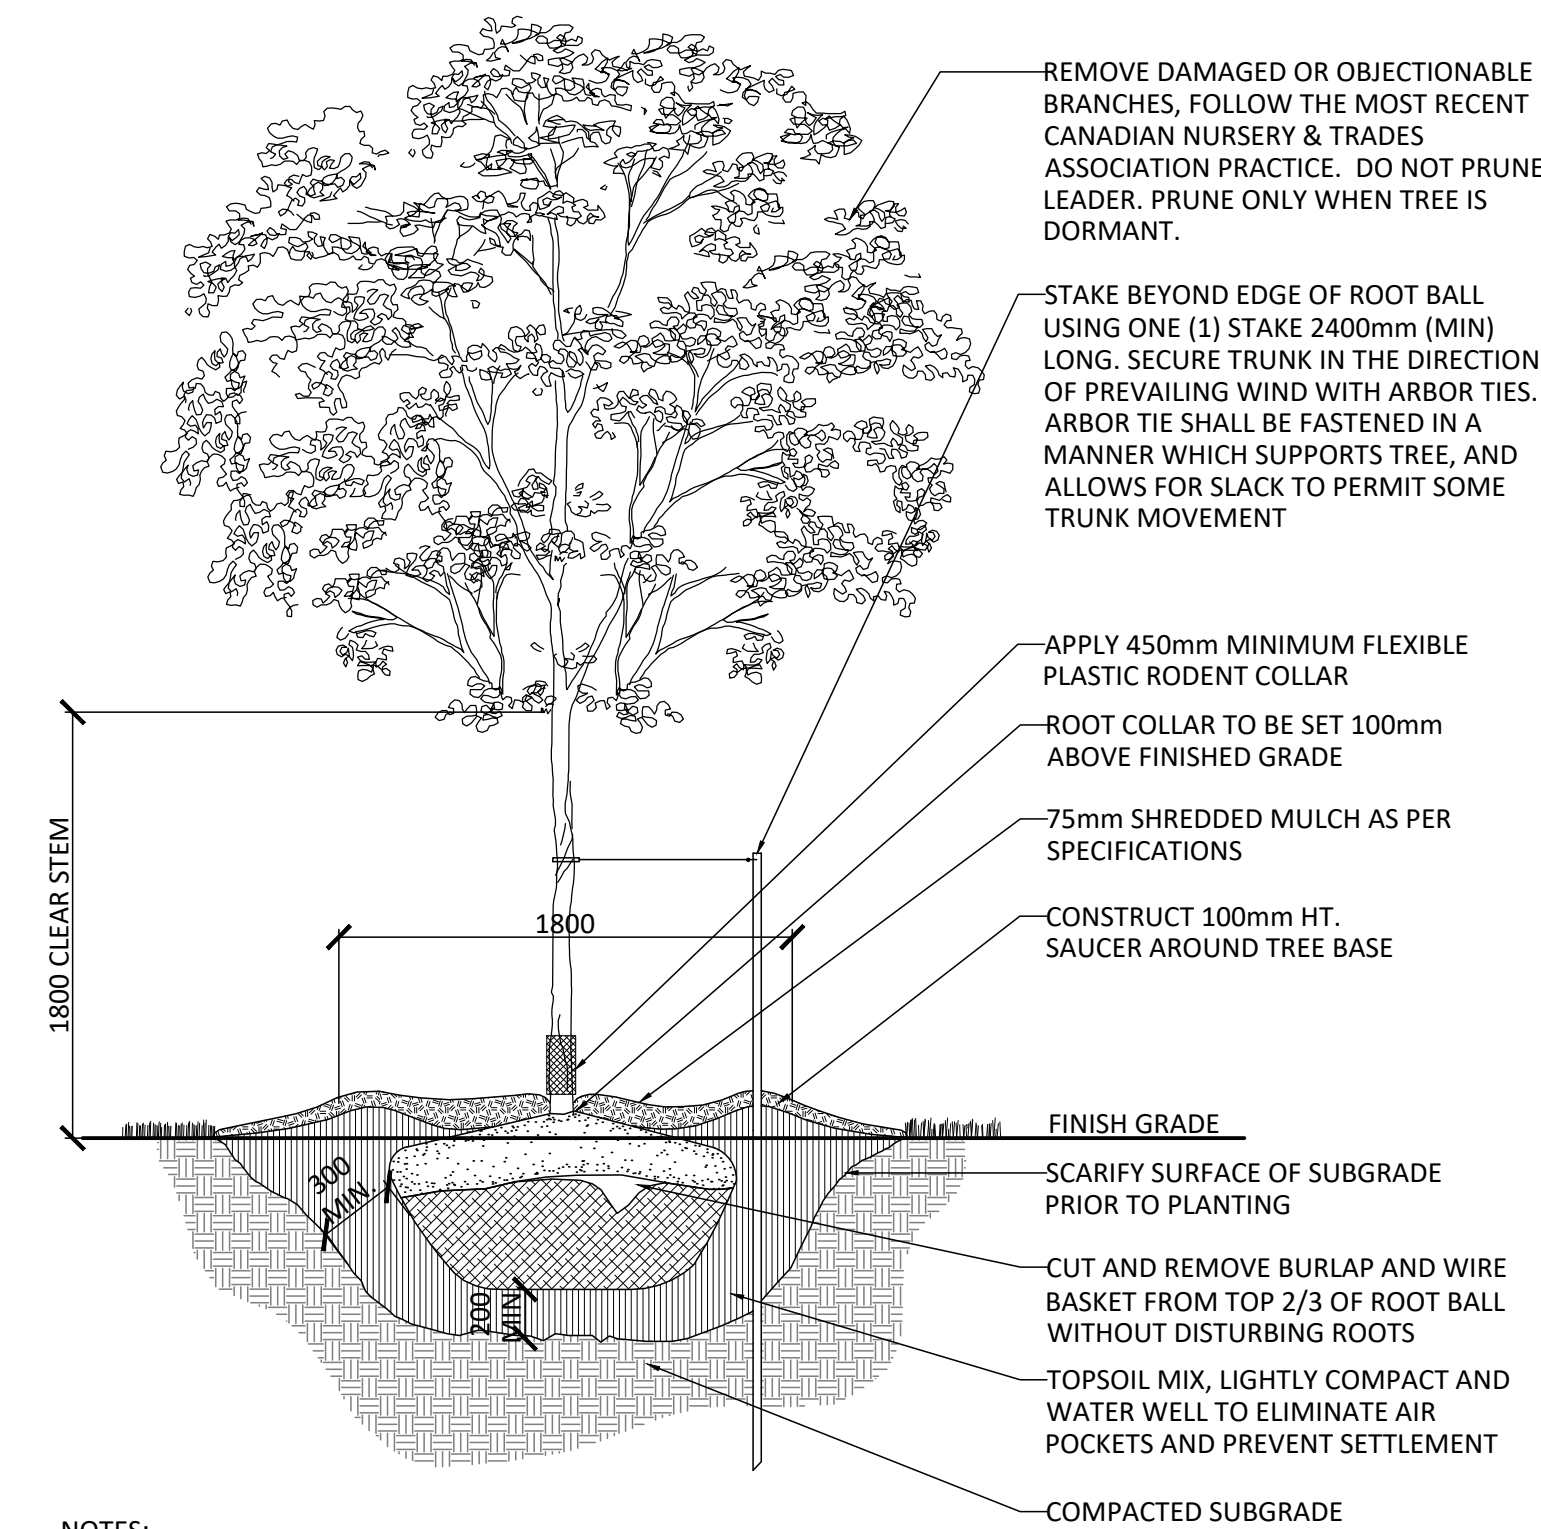 REMOVE DAMAGED OR OBJECTIONABLE
BRANCHES, FOLLOW THE MOST RECENT
CANADIAN NURSERY & TRADES
ASSOCIATION PRACTICE. DO NOT PRUNE
LEADER. PRUNE ONLY WHEN TREE IS
DORMANT.
STAKE BEYOND EDGE OF ROOT BALL
USING ONE (1) STAKE 2400mm (MIN)
LONG. SECURE TRUNK IN THE DIRECTION
OF PREVAILING WIND WITH ARBOR TIES.
ARBOR TIE SHALL BE FASTENED IN A
MANNER WHICH SUPPORTS TREE, AND
ALLOWS FOR SLACK TO PERMIT SOME
TRUNK MOVEMENT
APPLY 450mm MINIMUM FLEXIBLE
PLASTIC RODENT COLLAR
ROOT COLLAR TO BE SET 100mm
ABOVE FINISHED GRADE
75mm SHREDDED MULCH AS PER
SPECIFICATIONS
CONSTRUCT 100mm HT.
SAUCER AROUND TREE BASE
1800 CLEAR STEM
1800
FINISH GRADE
SCARIFY SURFACE OF SUBGRADE
PRIOR TO PLANTING
300
MIN.
CUT AND REMOVE BURLAP AND WIRE
BASKET FROM TOP 2/3 OF ROOT BALL
WITHOUT DISTURBING ROOTS
200
MIN
TOPSOIL MIX, LIGHTLY COMPACT AND
WATER WELL TO ELIMINATE AIR
POCKETS AND PREVENT SETTLEMENT
COMPACTED SUBGRADE
NOTES: